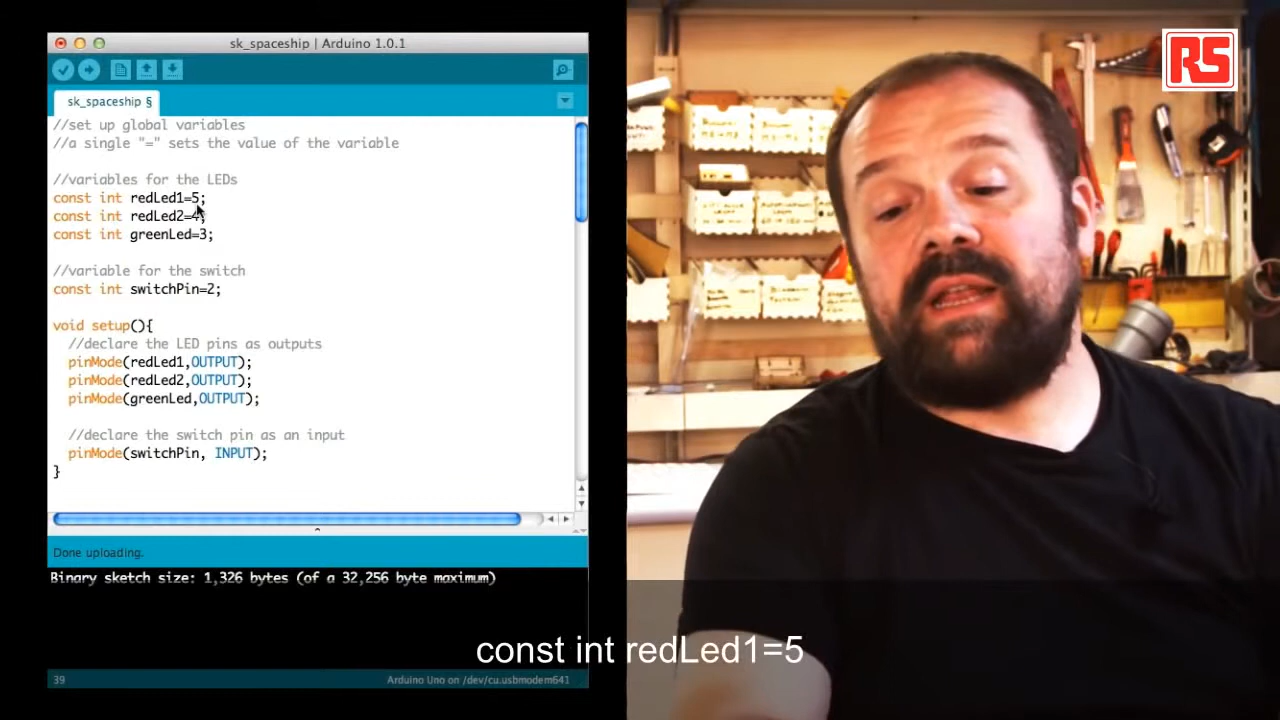 sk_spaceship | Arduino 1.0.1
RS
sk_spaceship §
//set up global variables
//a single "=" sets the value of the variable
//variables for the LEDs
const int redLed1=5;
const int redLed2=4;
const int greenLed=3;
//variable for the switch
const int switchPin=2;
void setup(){
//declare the LED pins as outputs
pinMode(redLed1,OUTPUT);
pinMode(redLed2,OUTPUT);
pinMode(greenLed,OUTPUT);
//declare the switch pin as an input
pinMode(switchPin, INPUT);
}
Done uploading.
Binary sketch size: 1,326 bytes (of a 32,256 byte maximum)
const int redLed1=5
39
Arduino Uno on /dev/cu.usbmodem641